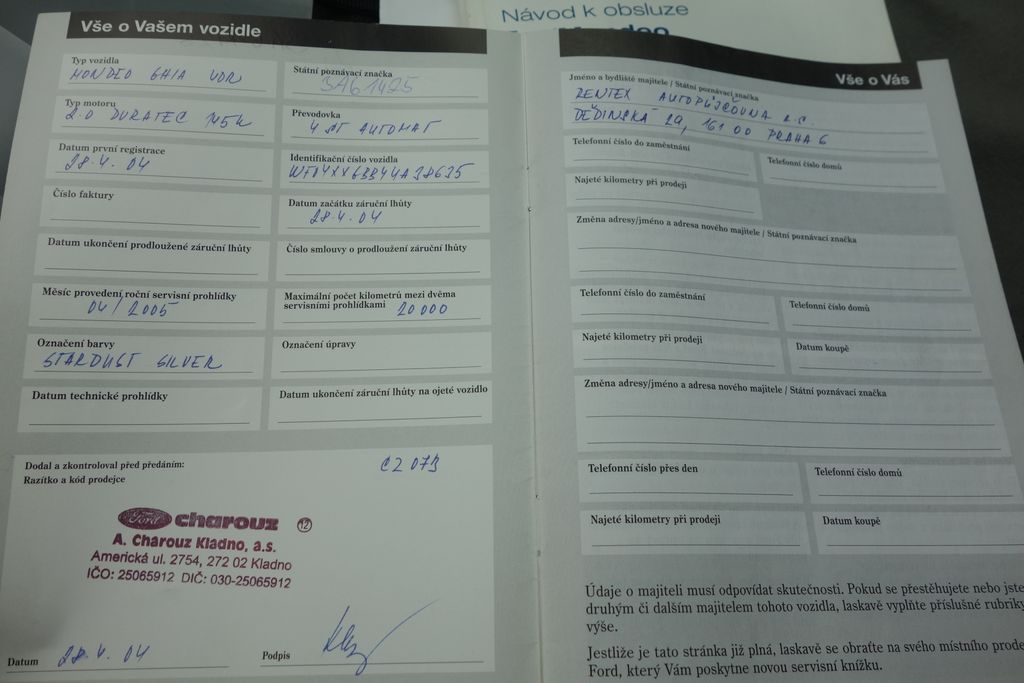 Návod k obsluze
Vše o Vašem vozidle
Typ vozidla
MONDEO GHIA VDR
Státní poznávací značka
3A6 1425
Typ motoru
2.0 DURATEC 145k
Převodovka
4 ST AUTOMAT
Datum první registrace
28.4.04
Identifikační číslo vozidla
Číslo faktury
Datum začátku záruční lhůty
28.4.04
Datum ukončení prodloužené záruční lhůty
Číslo smlouvy o prodloužení záruční lhůty
Měsíc provedení roční servisní prohlídky
04/2005
Maximální počet kilometrů mezi dvěma
servisními prohlídkami 20 000
Označení barvy
STARDUST SILVER
Označení úpravy
Datum technické prohlídky
Datum ukončení záruční lhůty na ojeté vozidlo
Dodal a zkontroloval před předáním:
Razítko a kód prodejce
CZ 073
Ford charouz 12
A. Charouz Kladno, a.s.
Americká ul. 2754, 272 02 Kladno
IČO: 25065912 DIČ: 030-25065912
Datum 28.4.04
Podpis
Vše o Vás
Jméno a bydliště majitele / Státní poznávací značka
RENTEX AUTOPŮJČOVNA
DĚDINSKÁ 29, 161 00 PRAHA 6
Telefonní číslo do zaměstnání
Telefonní číslo domů
Najeté kilometry při prodeji
Změna adresy/jméno a adresa nového majitele / Státní poznávací značka
Telefonní číslo do zaměstnání
Telefonní číslo domů
Najeté kilometry při prodeji
Datum koupě
Změna adresy/jméno a adresa nového majitele / Státní poznávací značka
Telefonní číslo přes den
Telefonní číslo domů
Najeté kilometry při prodeji
Datum koupě
Údaje o majiteli musí odpovídat skutečnosti. Pokud se přestěhujete nebo jste
druhým či dalším majitelem tohoto vozidla, laskavě vyplňte příslušné rubriky
výše.
Jestliže je tato stránka již plná, laskavě se obraťte na svého místního prode
Ford, který Vám poskytne novou servisní knížku.